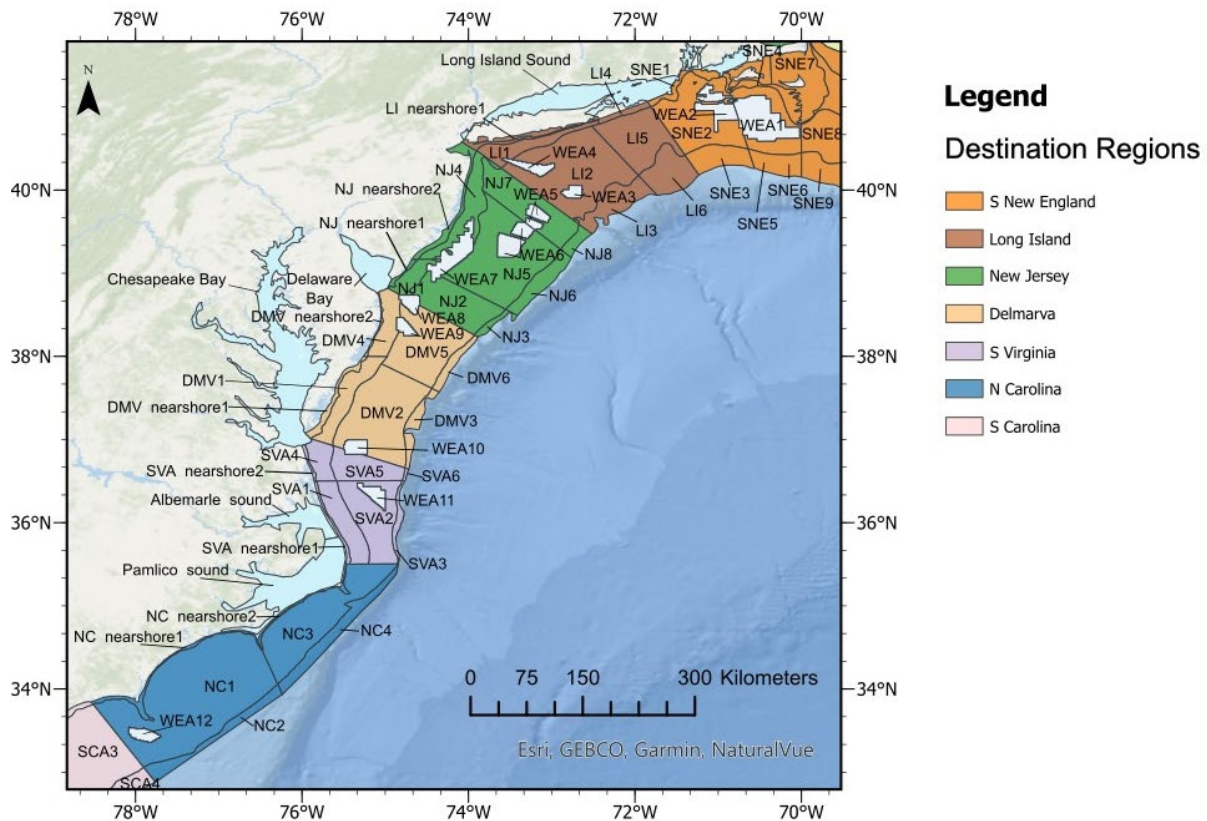 78°W 76°W 74°W 72°W 70°W
N
Long Island Sound
SNE1
SNE4
SNE7
LI4
LI nearshore1
WEA2
SNE2
WEA1
SNE8
LI5
LI1
WEA4
LI2
40°N
40°N
NJ4
NJ7
NJ nearshore2
WEA5
WEA3
SNE3
SNE6
SNE9
LI6
SNE5
NJ nearshore1
LI3
WEA6
NJ8
Chesapeake Bay
Delaware
Bay
WEA7
NJ5
NJ1
NJ2
NJ6
DMV nearshore2
WEA8
WEA9
NJ3
DMV4
DMV5
38°N
38°N
DMV1
DMV6
DMV nearshore1
DMV2
DMV3
WEA10
SVA4
SVA nearshore2
SVA5
SVA6
SVA1
Albemarle sound
WEA11
SVA2
36°N
36°N
SVA nearshore1
SVA3
Pamlico sound
NC nearshore2
NC nearshore1
NC3
NC4
NC1
34°N
34°N
WEA12
NC2
SCA3
SCA4
0 75 150 300 Kilometers
Esri, GEBCO, Garmin, NaturalVue
78°W 76°W 74°W 72°W 70°W
Legend
Destination Regions
S New England
Long Island
New Jersey
Delmarva
S Virginia
N Carolina
S Carolina